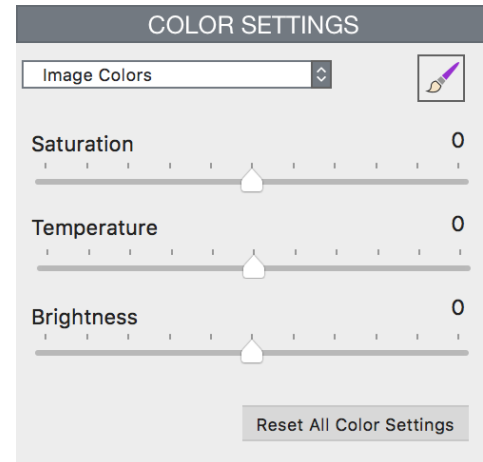 COLOR SETTINGS
Image Colors
Saturation 0
Temperature 0
Brightness 0
Reset All Color Settings